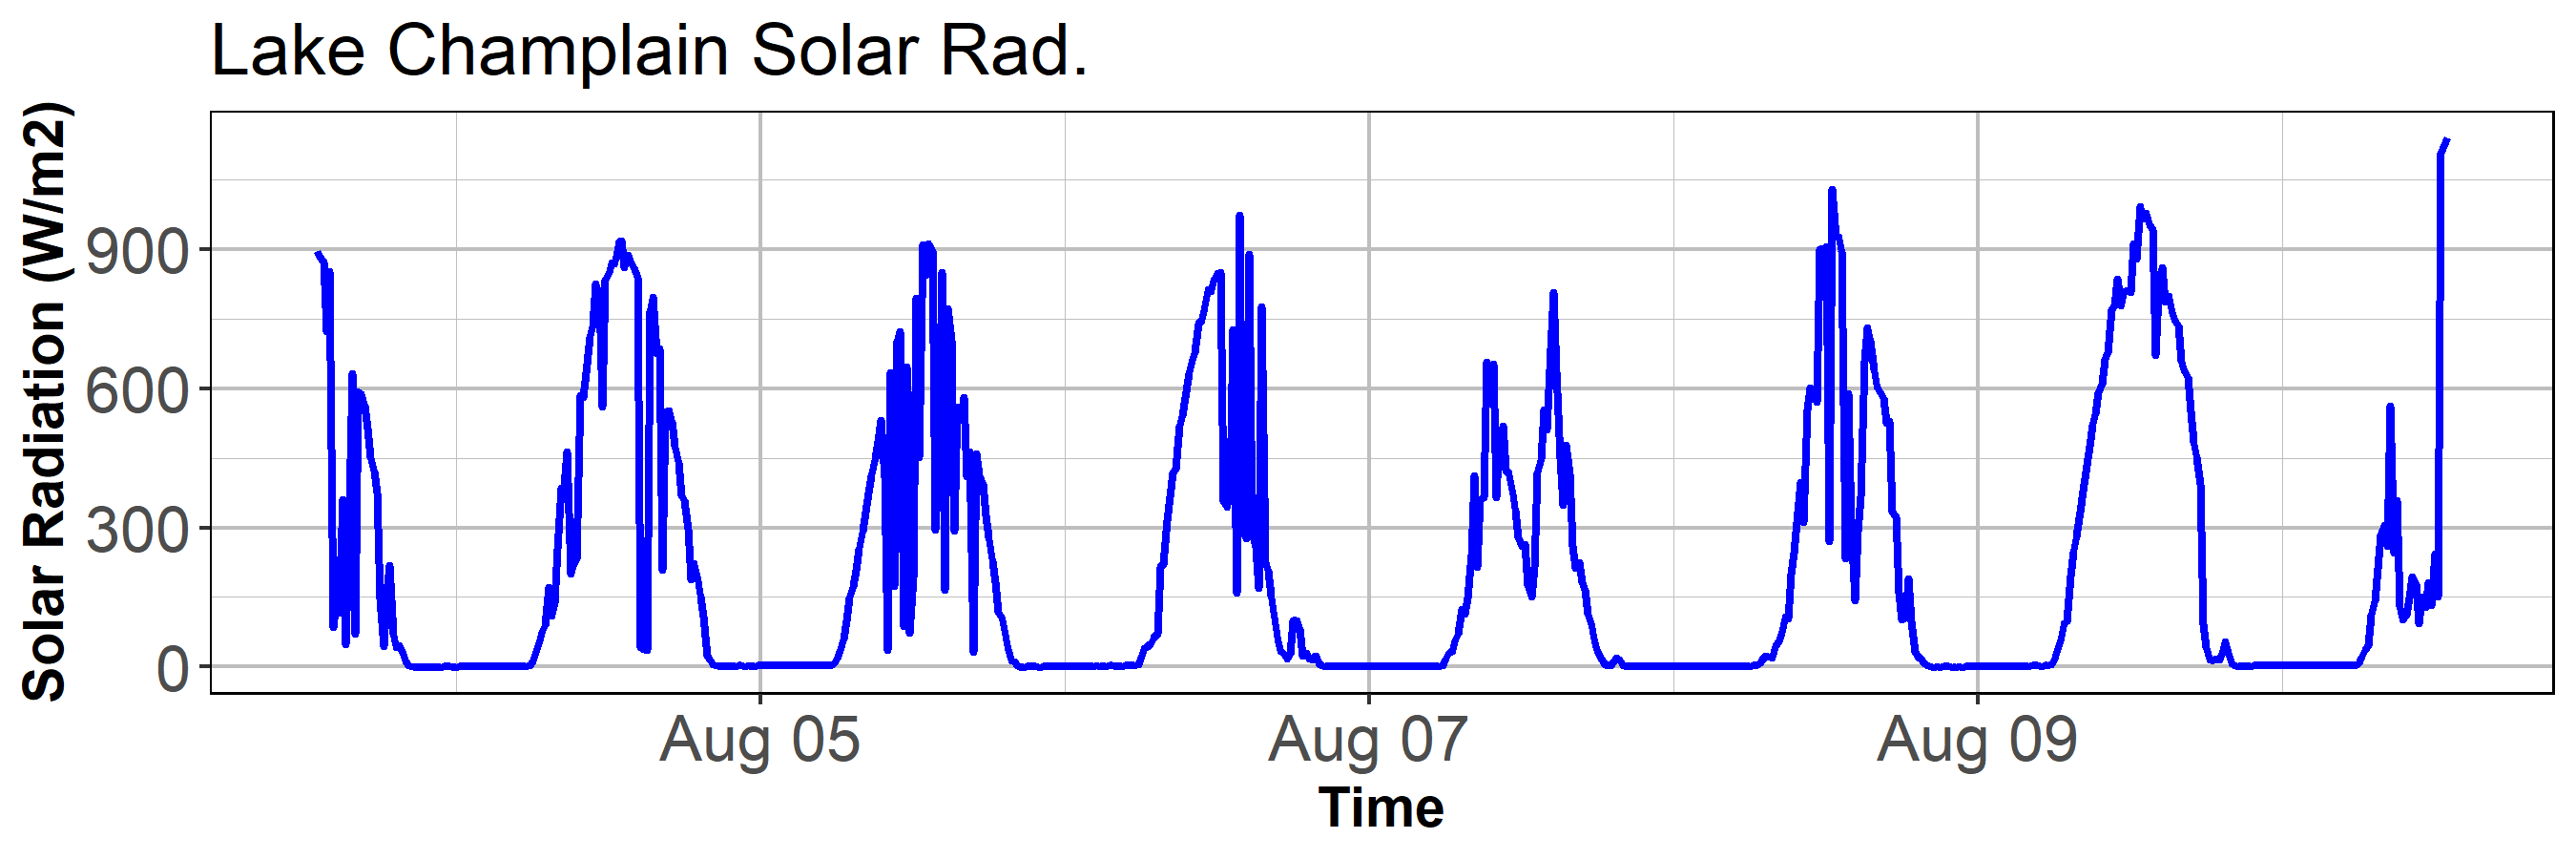 Lake Champlain Solar Rad.
Solar Radiation (W/m2)
900
600
300
0
Aug 05 Aug 07 Aug 09
Time